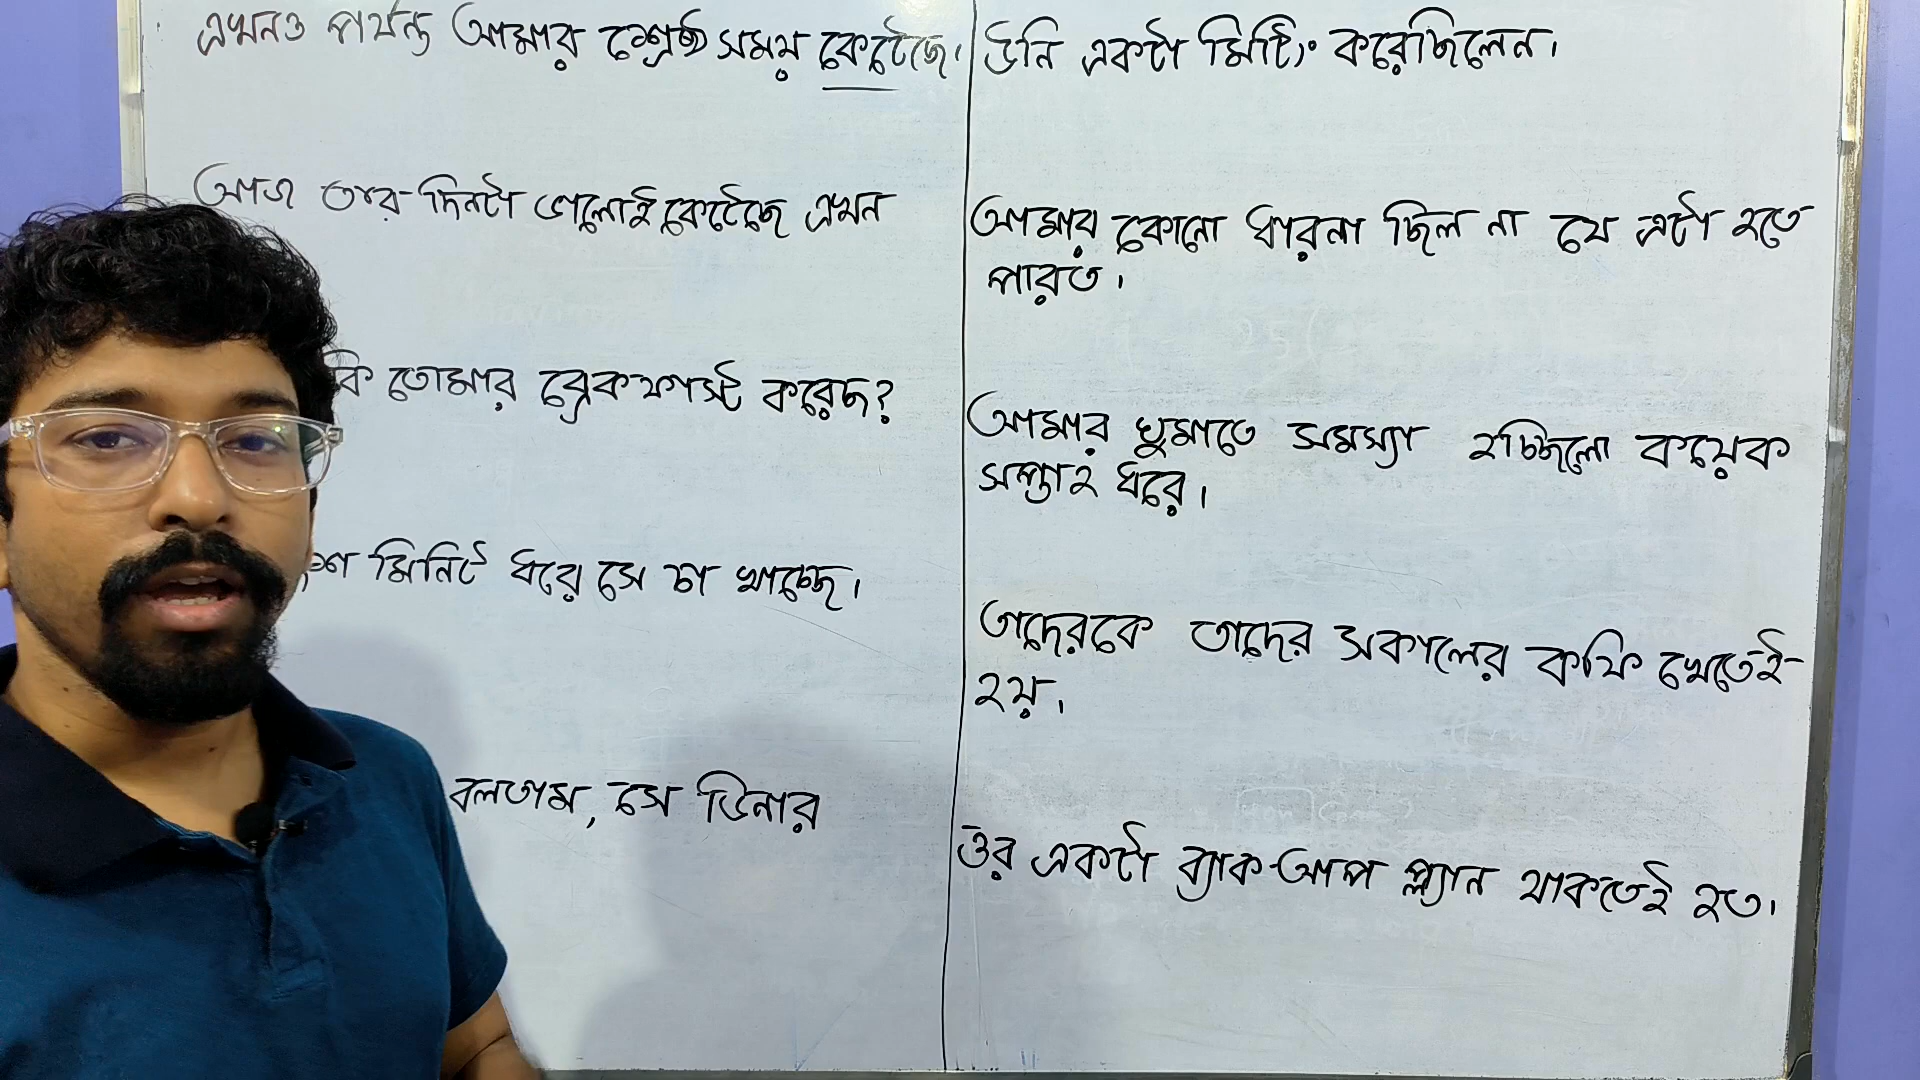 এখনও পর্যন্ত আমার শ্রেষ্ঠ সময় কেটেছে।
আজ তার দিনটা ভালোই কেটেছে এখন
কি তোমার ব্রেকফাস্ট করেছ?
মিনিট ধরে সে চা খাচ্ছে।
বলতাম, সে ডিনার
উনি একটা মিটিং করেছিলেন।
আমার কোনো ধারনা ছিল না যে এটা হতে
পারত।
আমার ঘুমাতে সমস্যা হচ্ছিলো কয়েক
সপ্তাহ ধরে।
তাদেরকে তাদের সকালের কফি খেতেই
হয়।
ওর একটা ব্যাকআপ প্ল্যান থাকতেই হত।